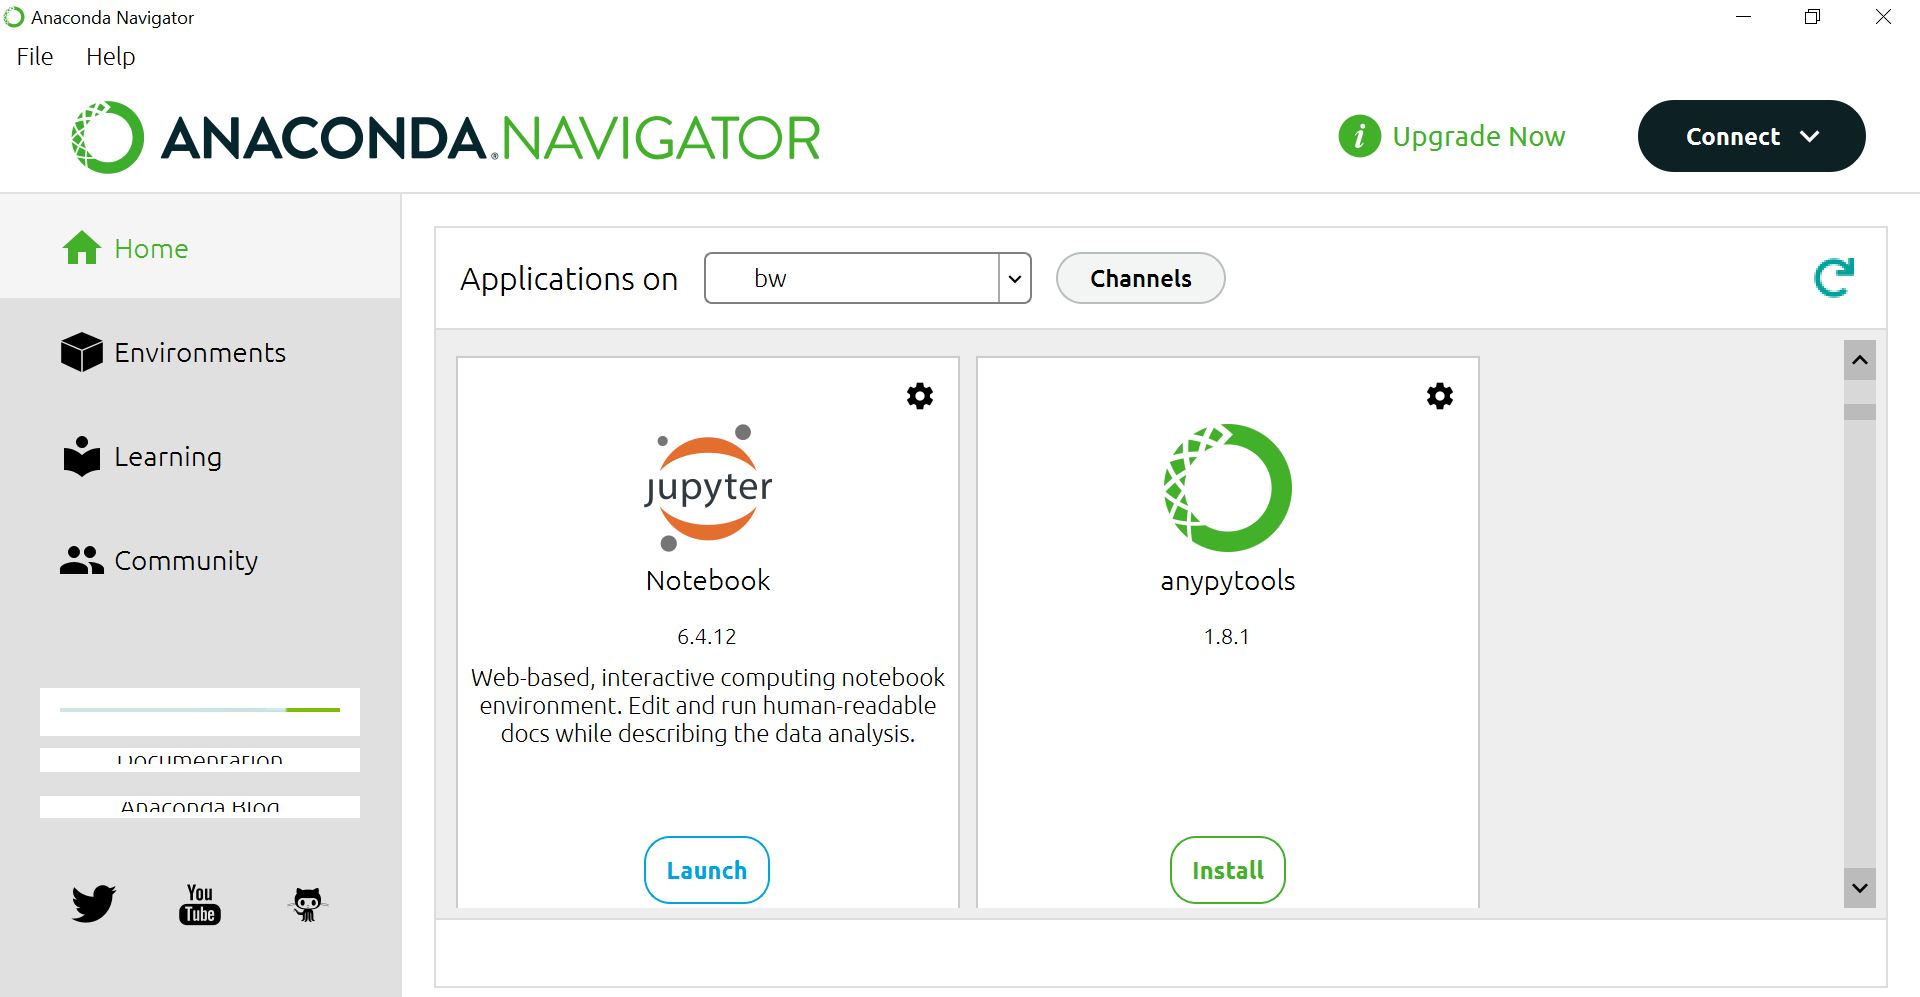 Anaconda Navigator
File Help
ANACONDA.NAVIGATOR
Upgrade Now
Connect
Home
Applications on bw Channels
Environments
Learning
Community
jupyter
Notebook
6.4.12
Web-based, interactive computing notebook
environment. Edit and run human-readable
docs while describing the data analysis.
Launch
anypytools
1.8.1
Install
Documentation
Anaconda Blog
You
Tube